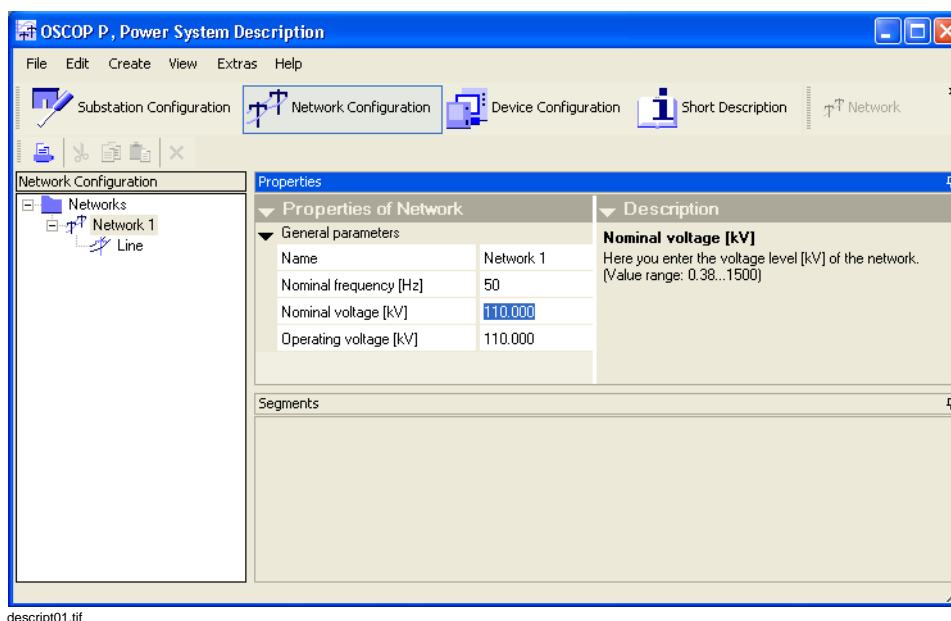 OSCOP P, Power System Description
File Edit Create View Extras Help
Substation Configuration Network Configuration Device Configuration Short Description Network
Network Configuration
Networks
Network 1
Line
Properties
Properties of Network
General parameters
Name Network 1
Nominal frequency [Hz] 50
Nominal voltage [kV] 110.000
Operating voltage [kV] 110.000
Description
Nominal voltage [kV]
Here you enter the voltage level [kV] of the network.
(Value range: 0.38...1500)
Segments
descript01.tif